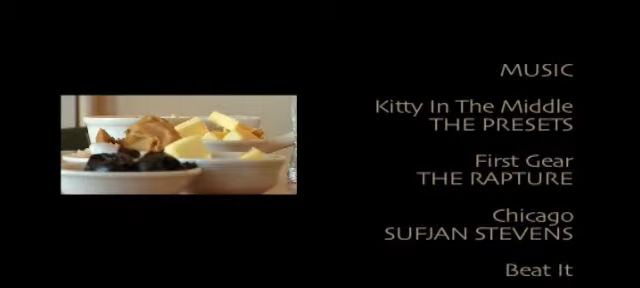 MUSIC
Kitty In The Middle
THE PRESETS
First Gear
THE RAPTURE
Chicago
SUFJAN STEVENS
Beat It